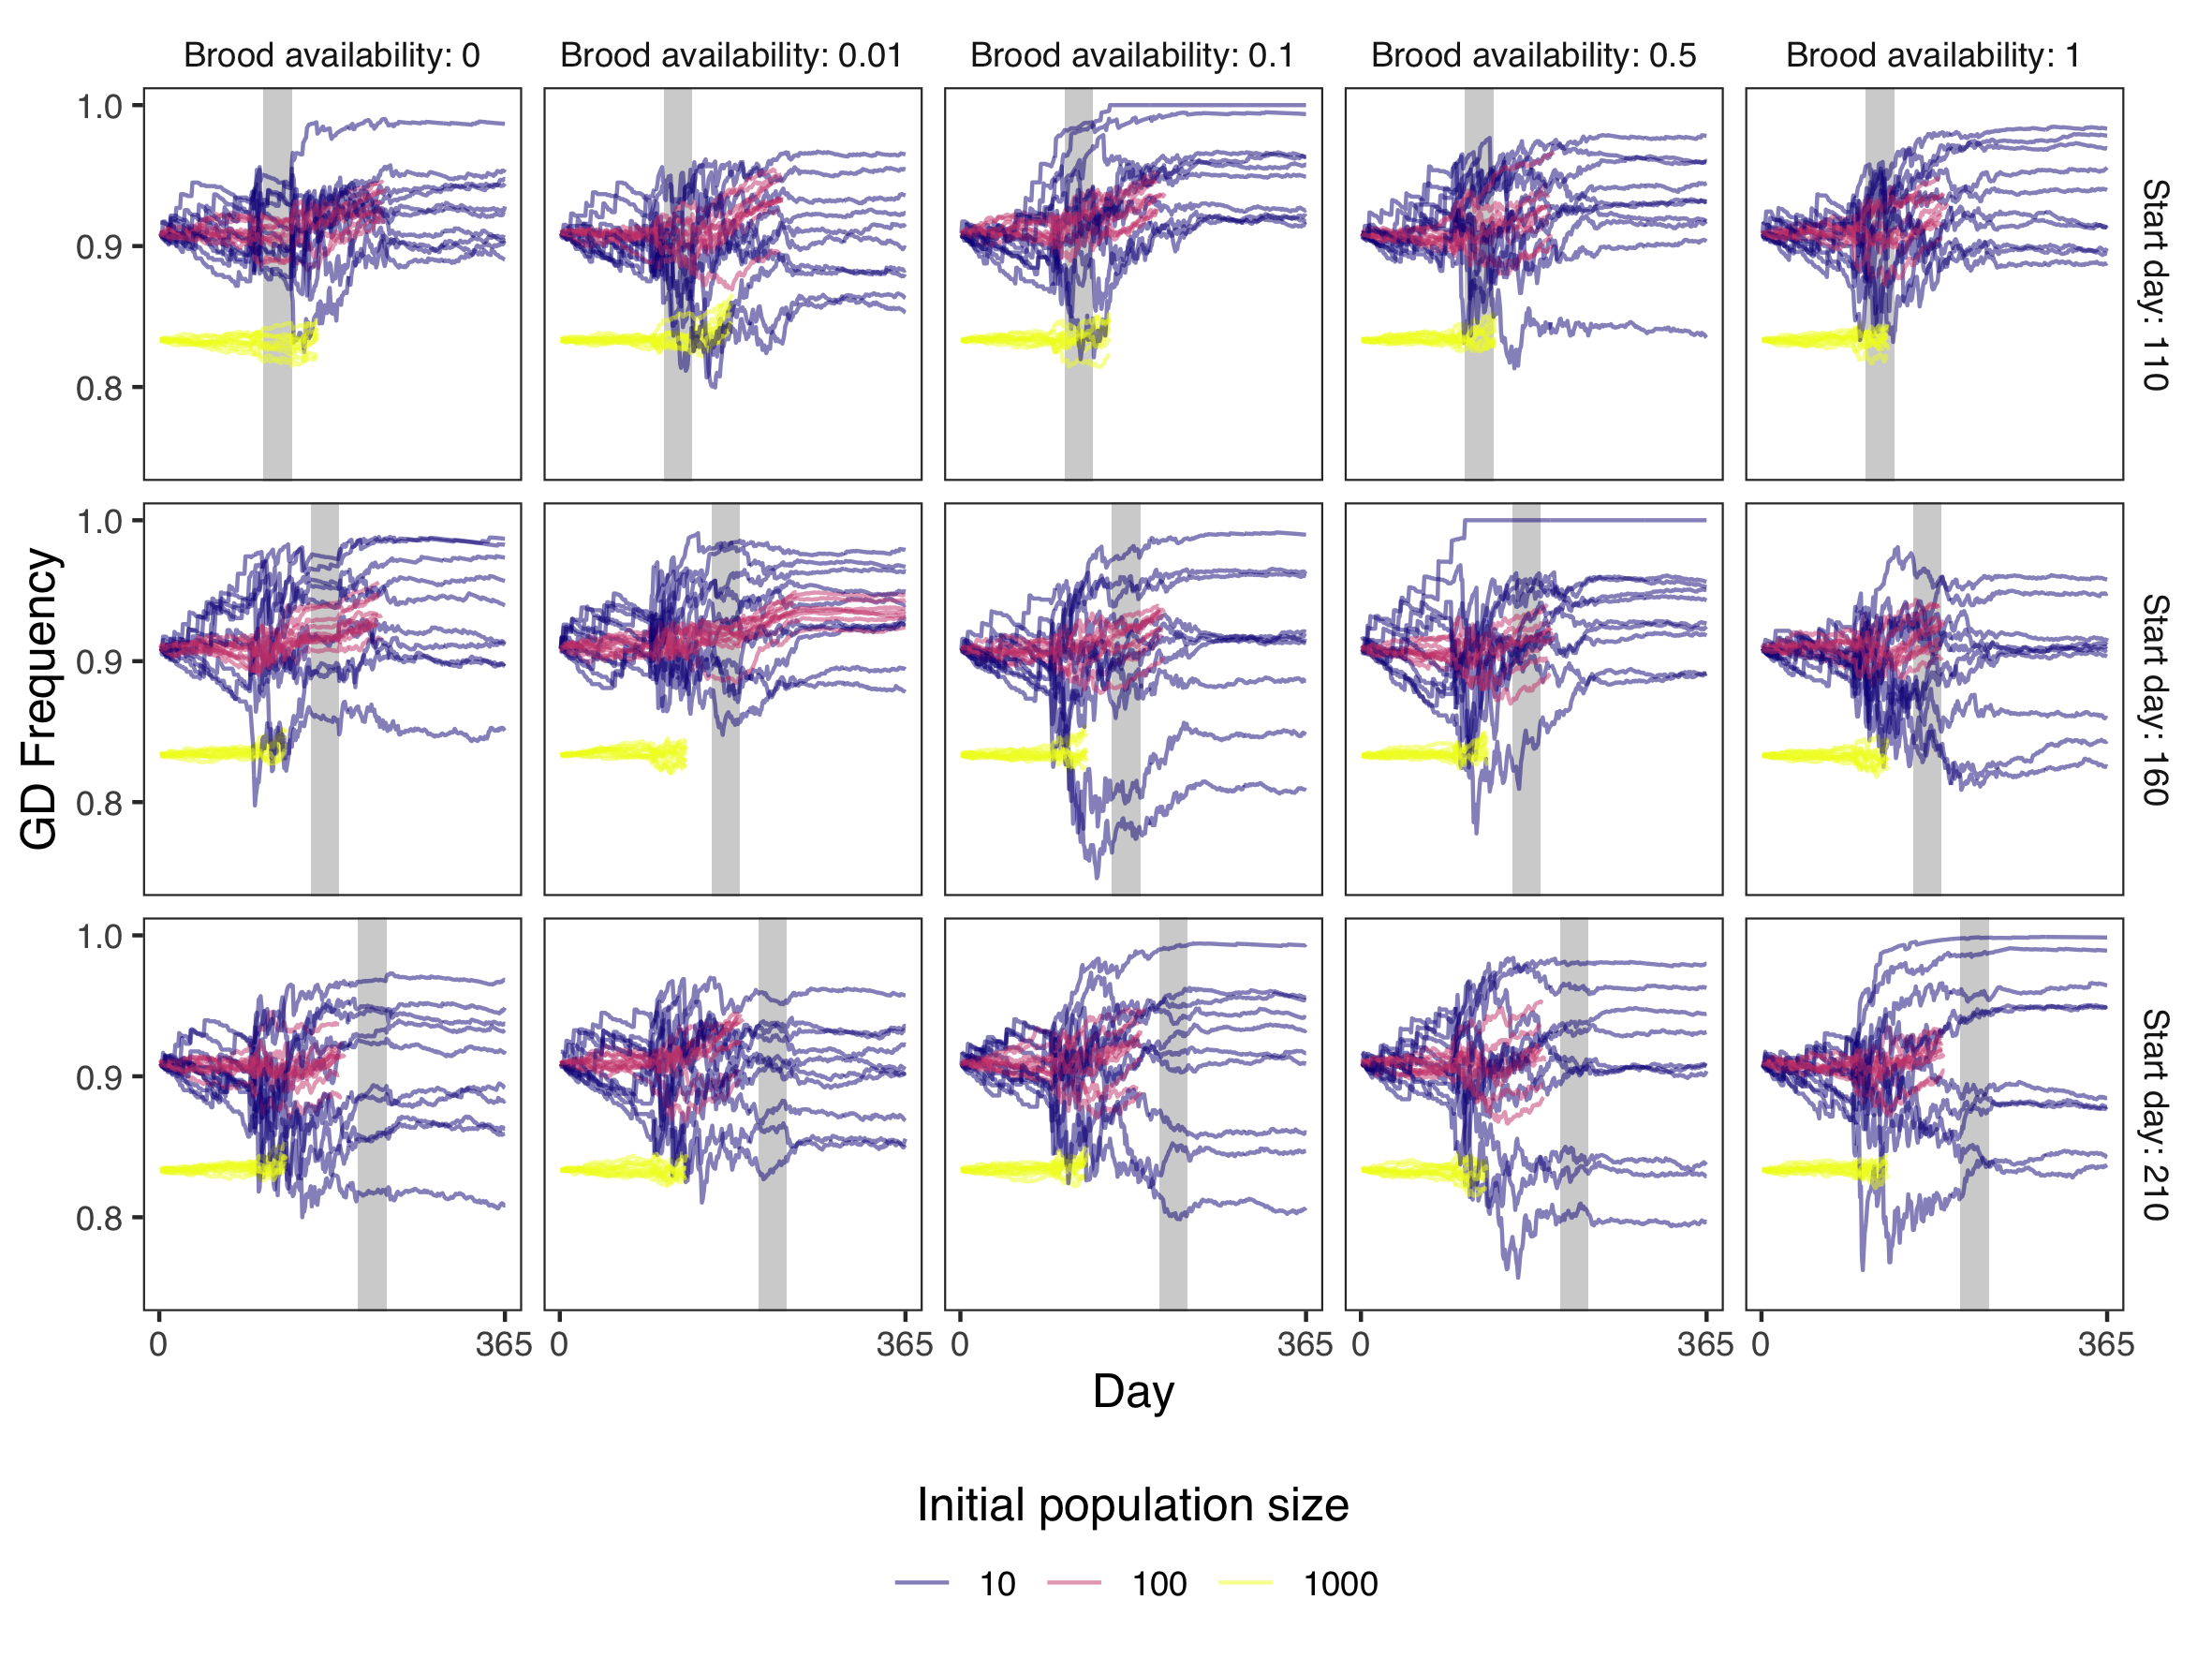 Brood availability: 0
Brood availability: 0.01
Brood availability: 0.1
Brood availability: 0.5
Brood availability: 1
1.0
0.9
0.8
Start day: 110
1.0
0.9
0.8
Start day: 160
1.0
0.9
0.8
Start day: 210
GD Frequency
0 365 0 365 0 365 0 365 0 365
Day
Initial population size
10 100 1000